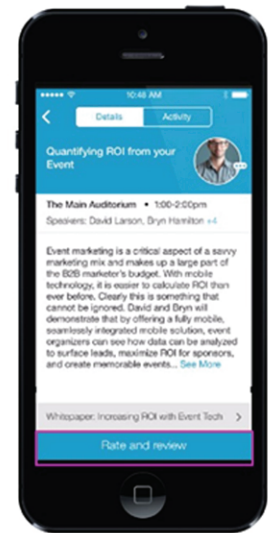 10:48 AM
Details
Activity
Quantifying ROI from your
Event
The Main Auditorium • 1:00-2:00pm
Speakers: David Larson, Bryn Hamilton +4
Event marketing is a critical aspect of a savvy
marketing mix and makes up a large part of
the B2B marketer's budget. With mobile
technology, it is easier to calculate ROI than
ever before. Clearly this is something that
cannot be ignored. David and Bryn will
demonstrate that by offering a fully mobile,
seamlessly integrated mobile solution, event
organizers can see how data can be analyzed
to surface leads, maximize ROI for sponsors,
and create memorable events... See More
Whitepaper: Increasing ROI with Event Tech
Rate and review